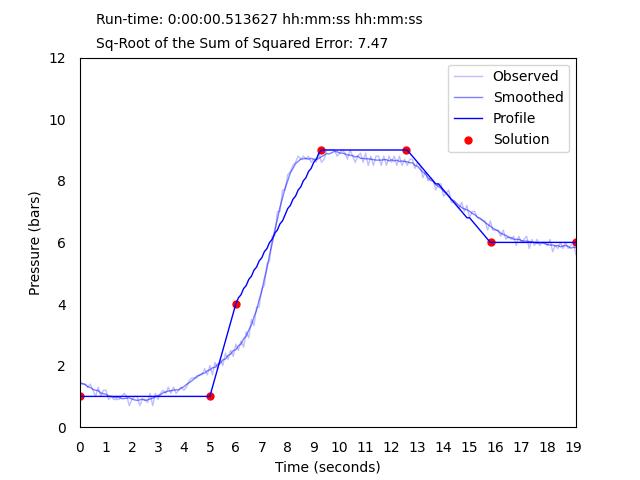 Run-time: 0:00:00.513627 hh:mm:ss hh:mm:ss
Sq-Root of the Sum of Squared Error: 7.47
12
10
8
6
4
2
0
Pressure (bars)
Observed
Smoothed
Profile
Solution
0 1 2 3 4 5 6 7 8 9 10 11 12 13 14 15 16 17 18 19
Time (seconds)